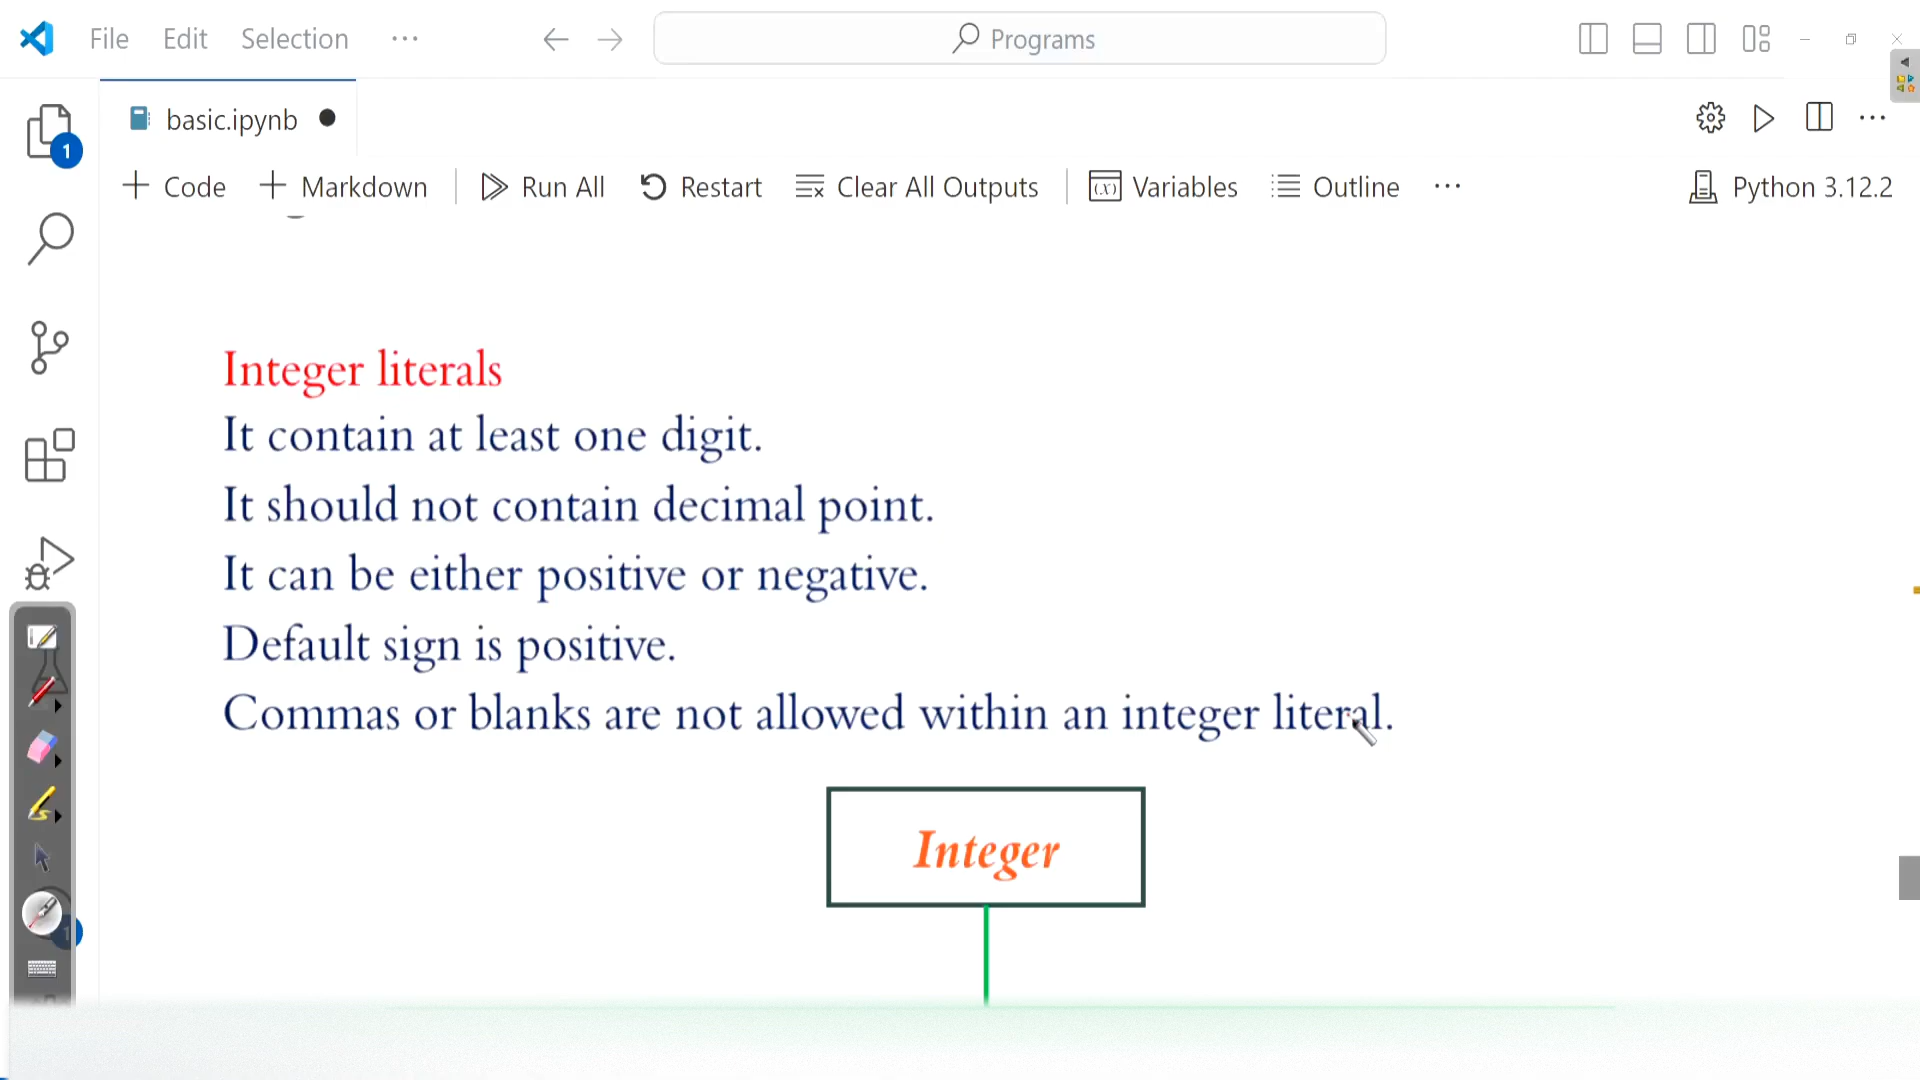 File Edit Selection ··· Programs
basic.ipynb
1
Code Markdown Run All Restart Clear All Outputs (x) Variables Outline ··· Python 3.12.2
Integer literals
It contain at least one digit.
It should not contain decimal point.
It can be either positive or negative.
Default sign is positive.
Commas or blanks are not allowed within an integer literal.
Integer